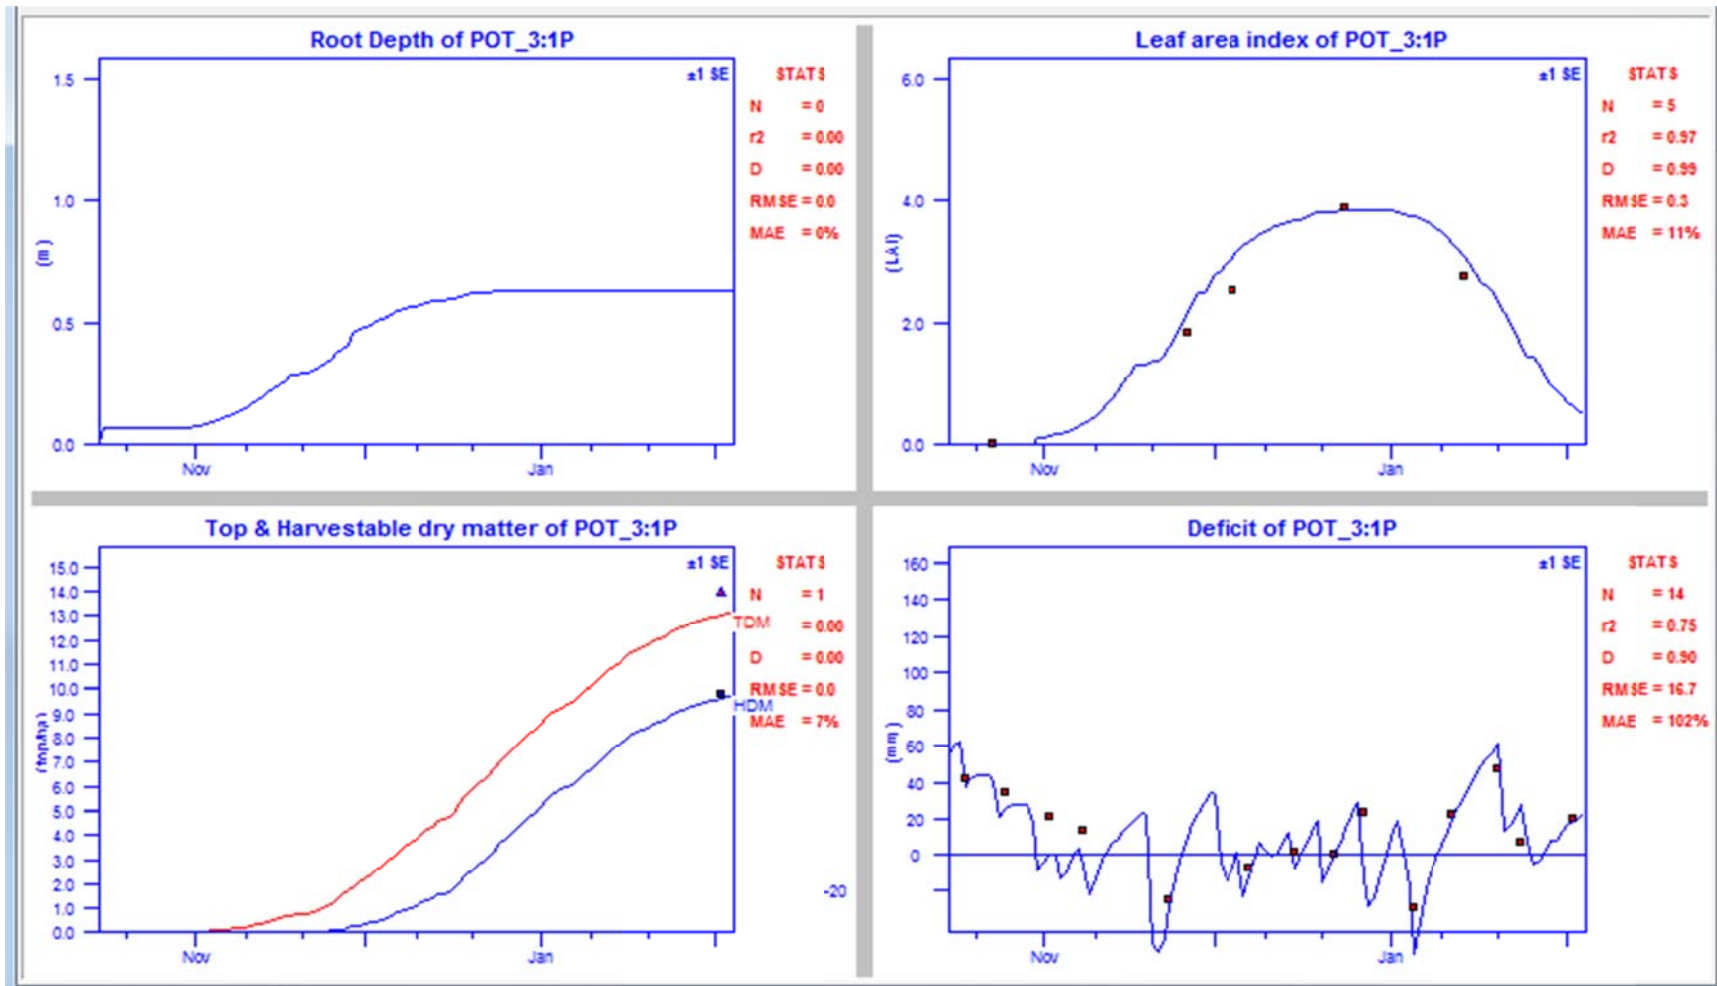 Root Depth of POT_3:1P
±1 SE
STATS
N = 0
r2 = 0.00
D = 0.00
RMSE = 0.0
MAE = 0%
1.5
1.0
0.5
0.0
(m)
Nov
Jan
Leaf area index of POT_3:1P
±1 SE
STATS
N = 5
r2 = 0.97
D = 0.99
RMSE = 0.3
MAE = 11%
6.0
4.0
2.0
0.0
(LAI)
Nov
Jan
Top & Harvestable dry matter of POT_3:1P
±1 SE
STATS
N = 1
= 0.00
D = 0.00
RMSE = 0.0
MAE = 7%
TDM
HDM
15.0
14.0
13.0
12.0
11.0
10.0
9.0
8.0
7.0
6.0
5.0
4.0
3.0
2.0
1.0
0.0
Nov
Jan
Deficit of POT_3:1P
±1 SE
STATS
N = 14
r2 = 0.75
D = 0.90
RMSE = 16.7
MAE = 102%
160
140
120
100
80
60
40
20
0
-20
(mm)
Nov
Jan